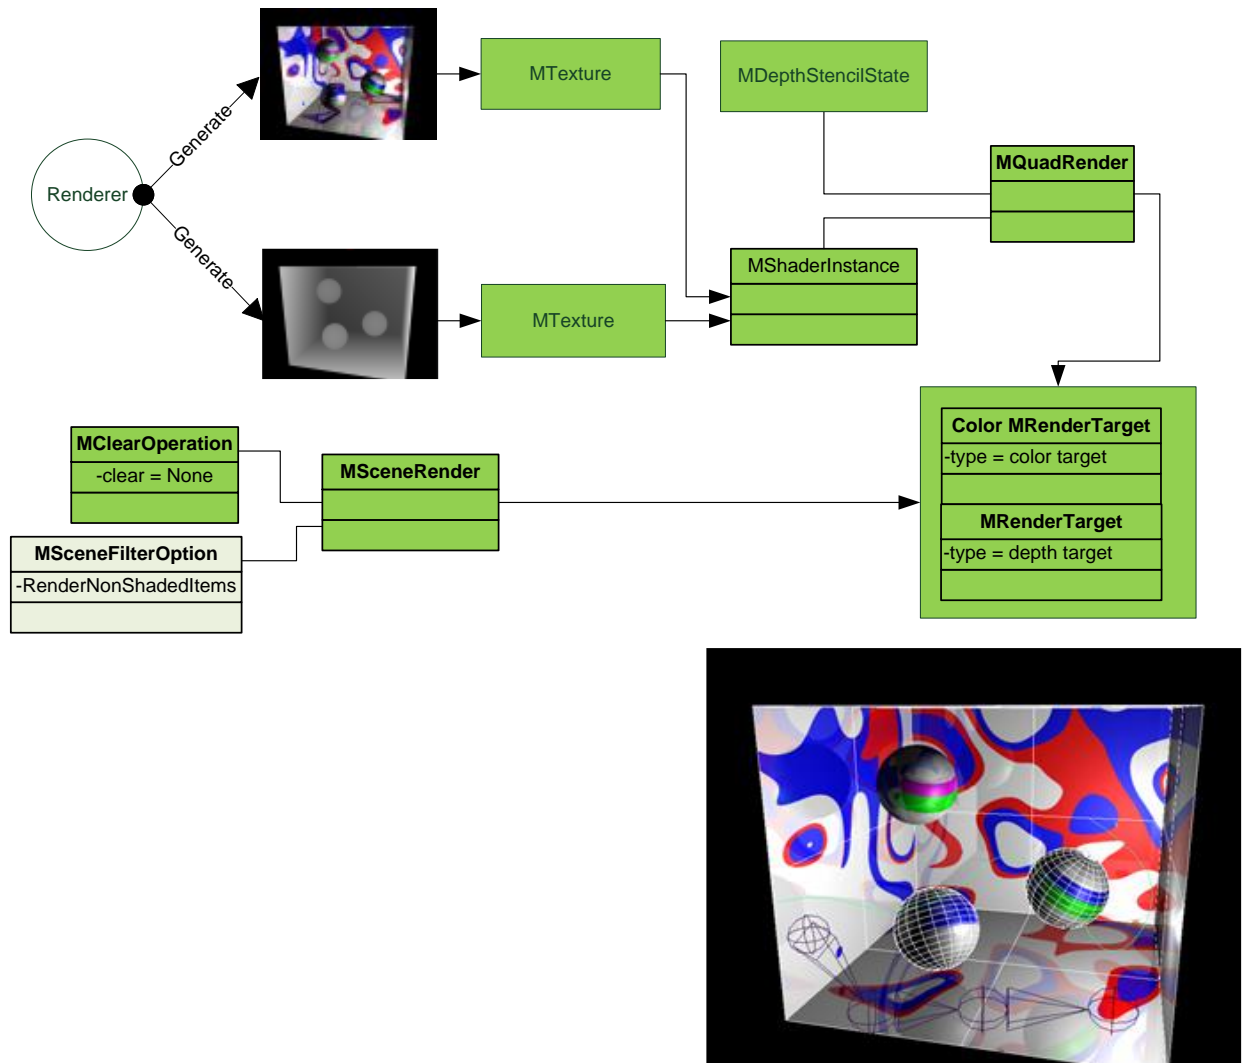 MTexture
MDepthStencilState
Generate
MQuadRender
Renderer
Generate
MShaderInstance
MTexture
Color MRenderTarget
-type = color target
MRenderTarget
-type = depth target
MClearOperation
-clear = None
MSceneRender
MSceneFilterOption
-RenderNonShadedItems